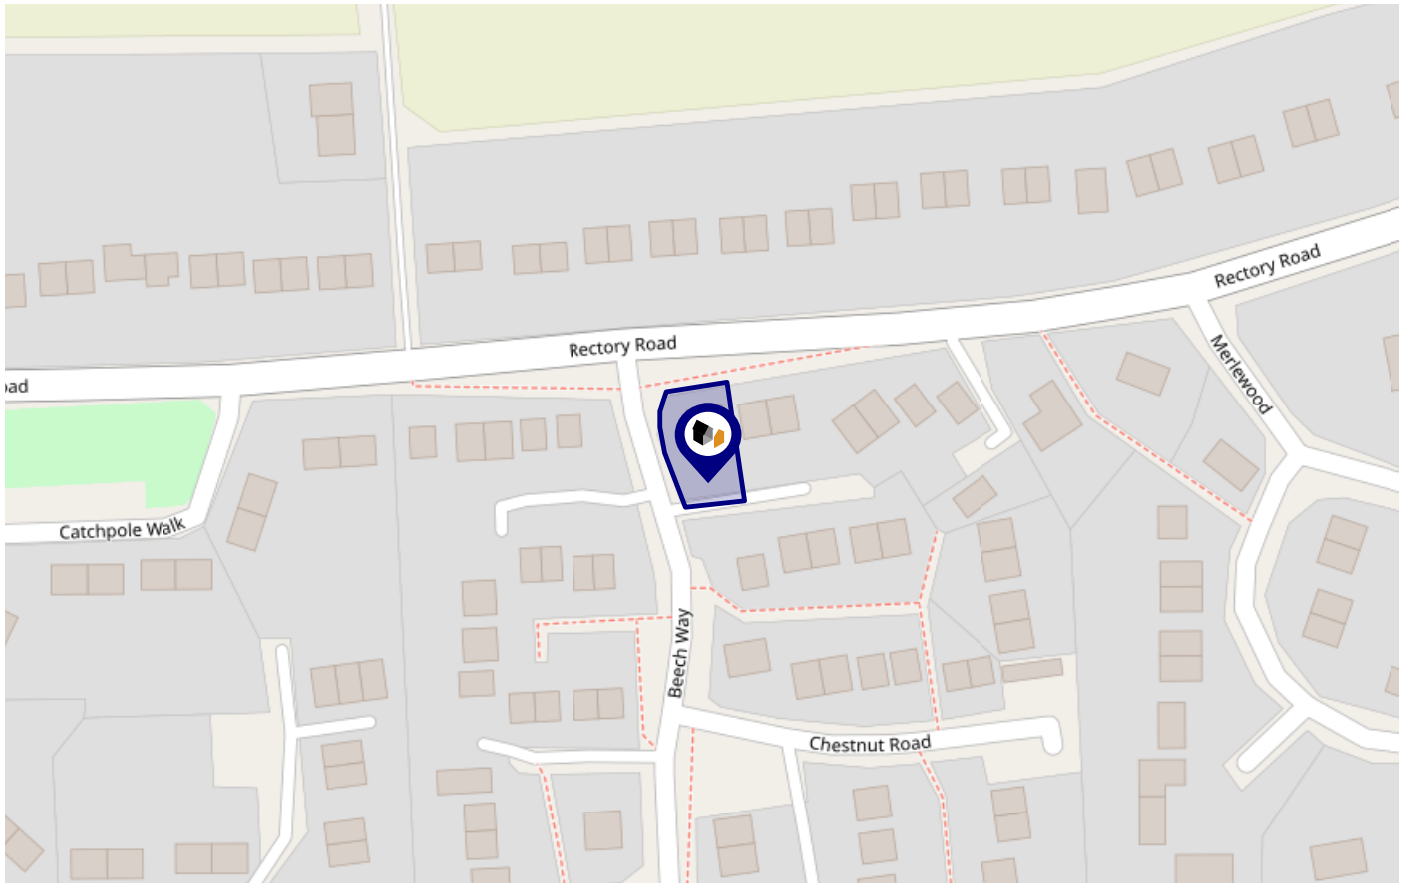 Rectory Road
Rectory Road
oad
Merlewood
Catchpole Walk
Beech Way
Chestnut Road